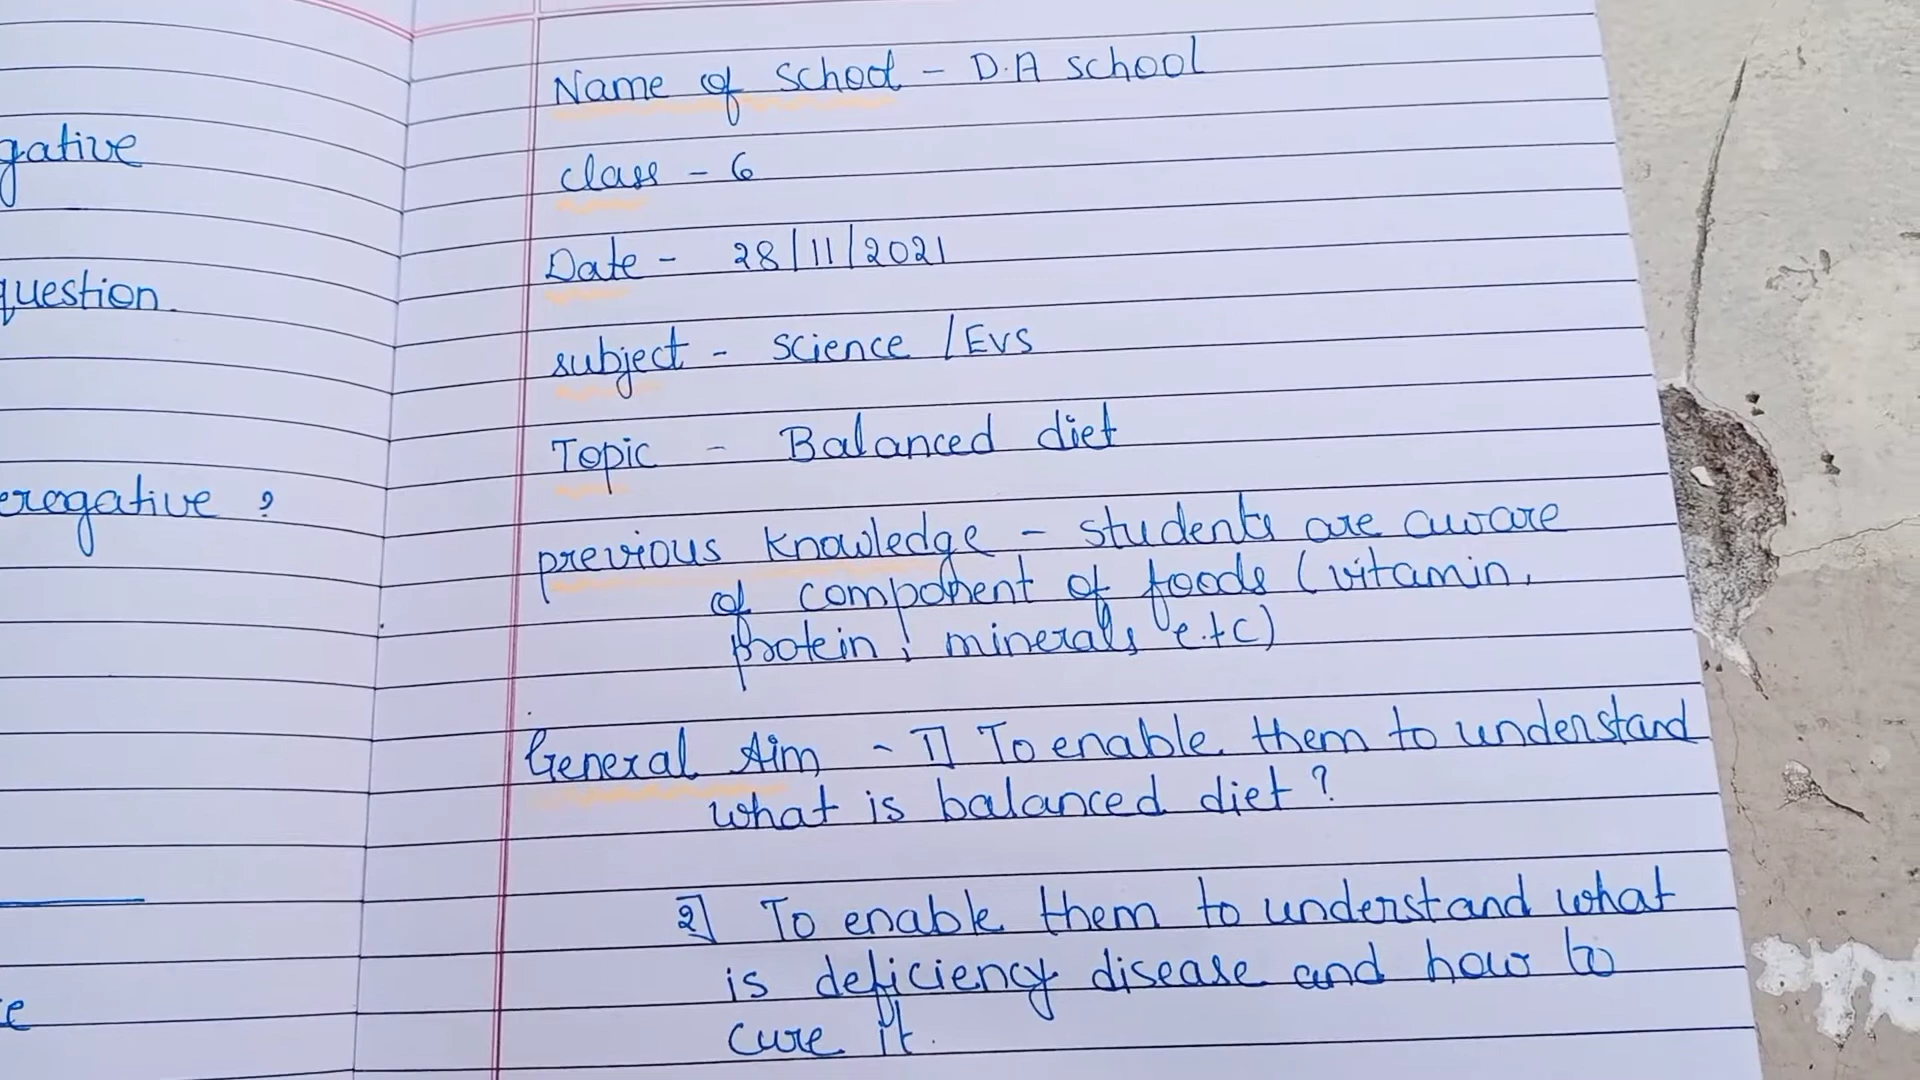 gative
question.
erogative ?
e
Name of school - D.A school
class - 6
Date - 28/11/2021
subject - science /EVS
Topic - Balanced diet
previous knowledge - students are aware
of component of foods (vitamin,
protein, minerals etc)
General Aim - 1] To enable them to understand
what is balanced diet ?
2] To enable them to understand what
is deficiency disease and how to
cure it.